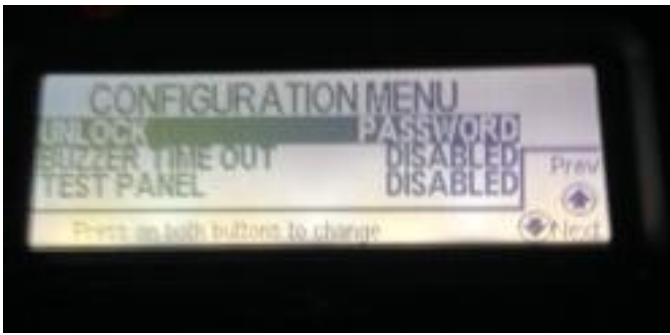 CONFIGURATION MENU
UNLOCK PASSWORD
BUZZER TIME OUT DISABLED
TEST PANEL DISABLED
Prev
Press on both buttons to change
Next